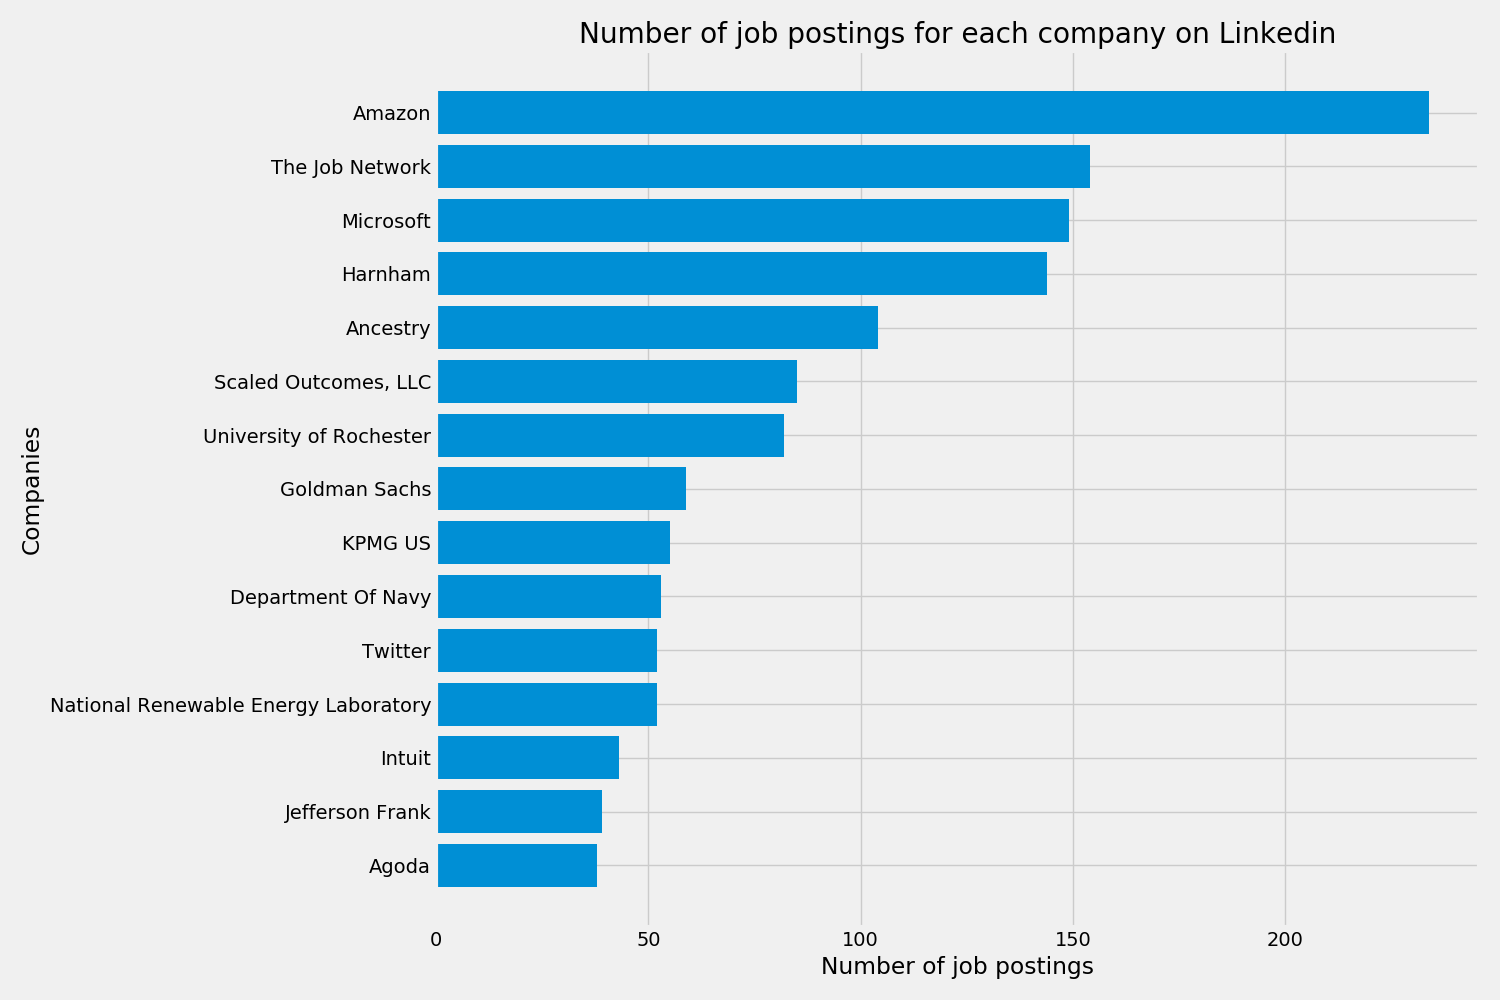 Number of job postings for each company on Linkedin
Amazon
The Job Network
Microsoft
Harnham
Ancestry
Scaled Outcomes, LLC
University of Rochester
Goldman Sachs
KPMG US
Department Of Navy
Twitter
National Renewable Energy Laboratory
Intuit
Jefferson Frank
Agoda
Companies
0 50 100 150 200
Number of job postings